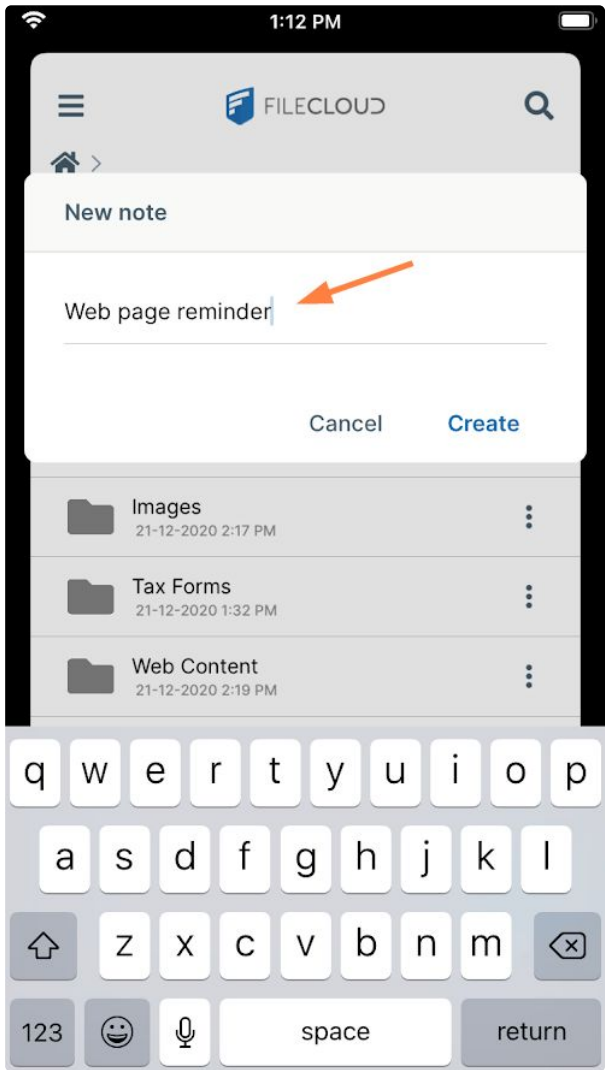 1:12 PM
FILECLOUD
New note
Web page reminder
Cancel Create
Images
21-12-2020 2:17 PM
Tax Forms
21-12-2020 1:32 PM
Web Content
21-12-2020 2:19 PM
q w e r t y u i o p
a s d f g h j k l
z x c v b n m
123 space return